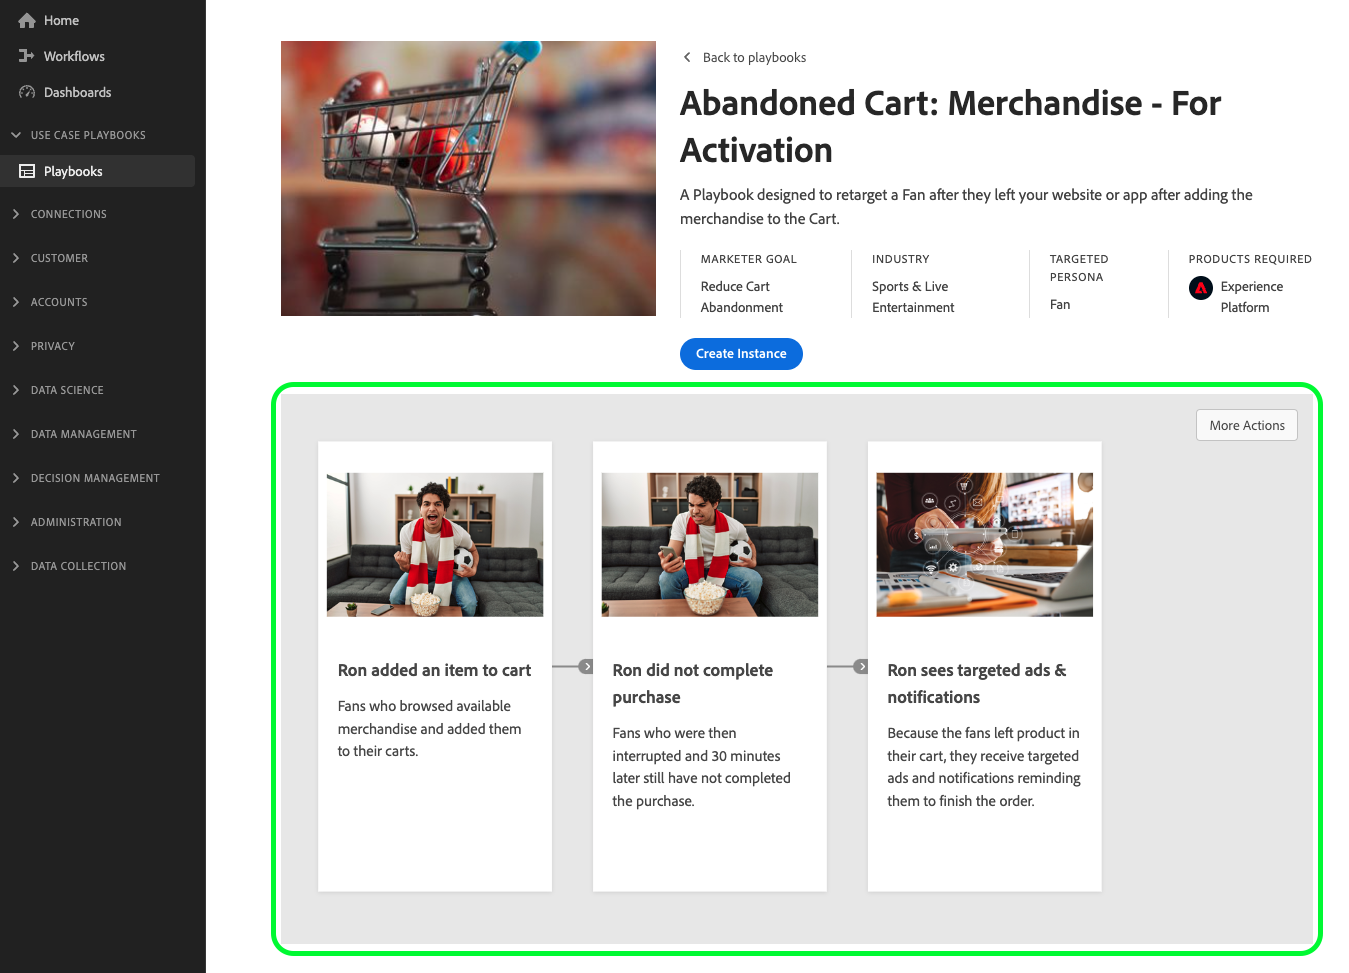 Home
Workflows
Dashboards
USE CASE PLAYBOOKS
Playbooks
CONNECTIONS
CUSTOMER
ACCOUNTS
PRIVACY
DATA SCIENCE
DATA MANAGEMENT
DECISION MANAGEMENT
ADMINISTRATION
DATA COLLECTION
Back to playbooks
Abandoned Cart: Merchandise - For
Activation
A Playbook designed to retarget a Fan after they left your website or app after adding the
merchandise to the Cart.
MARKETER GOAL
Reduce Cart
Abandonment
INDUSTRY
Sports & Live
Entertainment
TARGETED
PERSONA
Fan
PRODUCTS REQUIRED
Experience
Platform
Create Instance
More Actions
Ron added an item to cart
Fans who browsed available
merchandise and added them
to their carts.
Ron did not complete
purchase
Fans who were then
interrupted and 30 minutes
later still have not completed
the purchase.
Ron sees targeted ads &
notifications
Because the fans left product in
their cart, they receive targeted
ads and notifications reminding
them to finish the order.